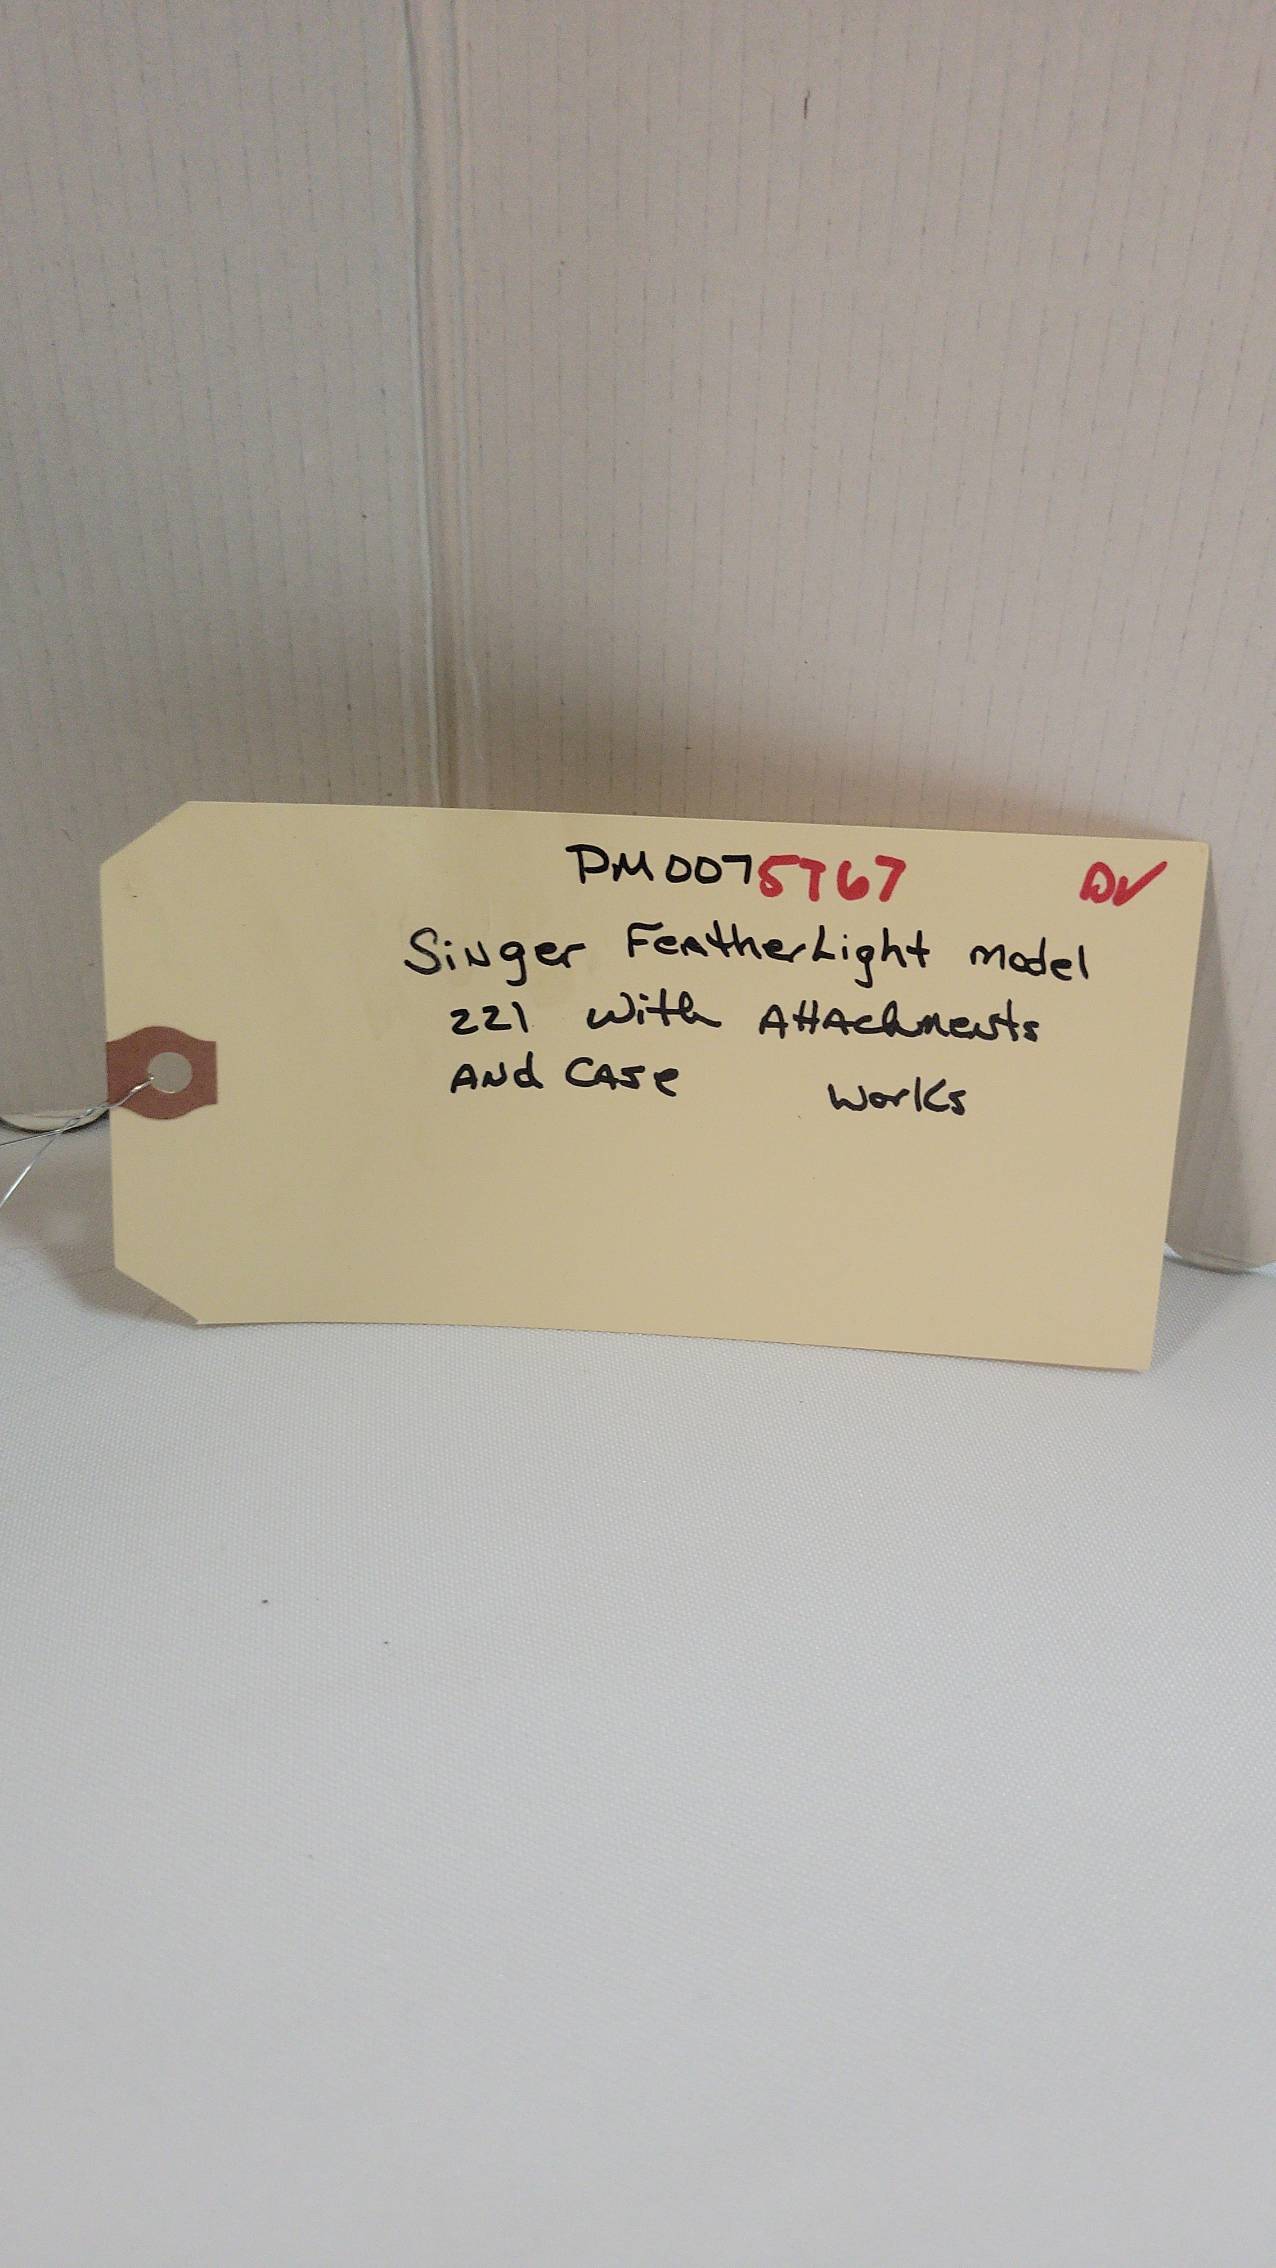 PM0075767 DV
Singer FeatherLight model
221 with Attachments
And Case Works